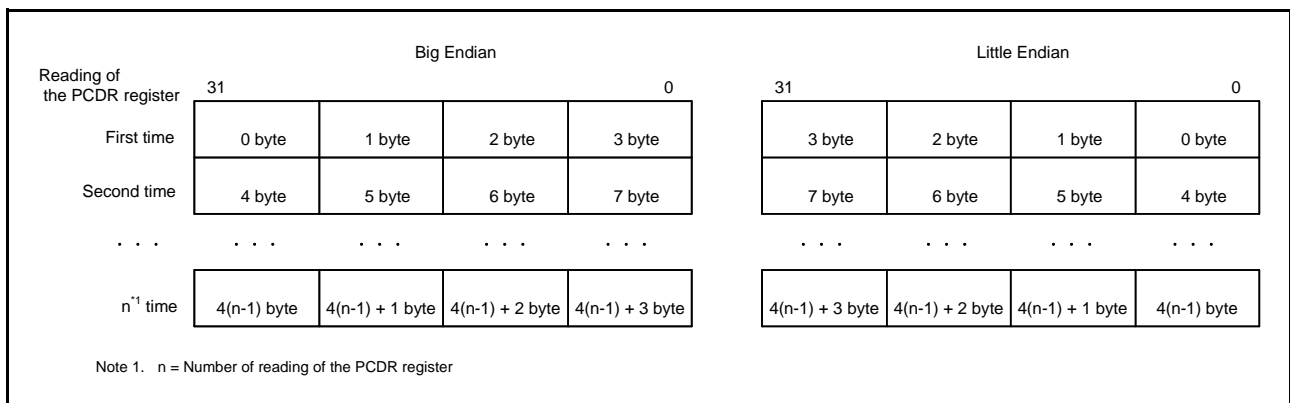 Big Endian Little Endian
Reading of
the PCDR register
31 0 31 0
First time 0 byte 1 byte 2 byte 3 byte 3 byte 2 byte 1 byte 0 byte
Second time 4 byte 5 byte 6 byte 7 byte 7 byte 6 byte 5 byte 4 byte
. . . . . . . . . . . . . . . . . . . . . . . . . . .
n*1 time 4(n-1) byte 4(n-1) + 1 byte 4(n-1) + 2 byte 4(n-1) + 3 byte 4(n-1) + 3 byte 4(n-1) + 2 byte 4(n-1) + 1 byte 4(n-1) byte
Note 1. n = Number of reading of the PCDR register